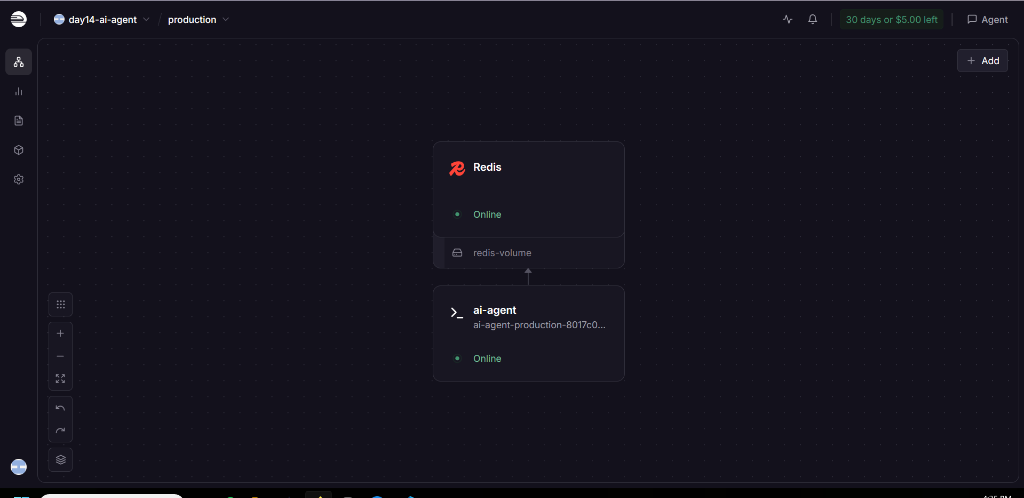 day14-ai-agent / production
30 days or $5.00 left
Agent
+ Add
Redis
Online
redis-volume
ai-agent
ai-agent-production-8017c0...
Online